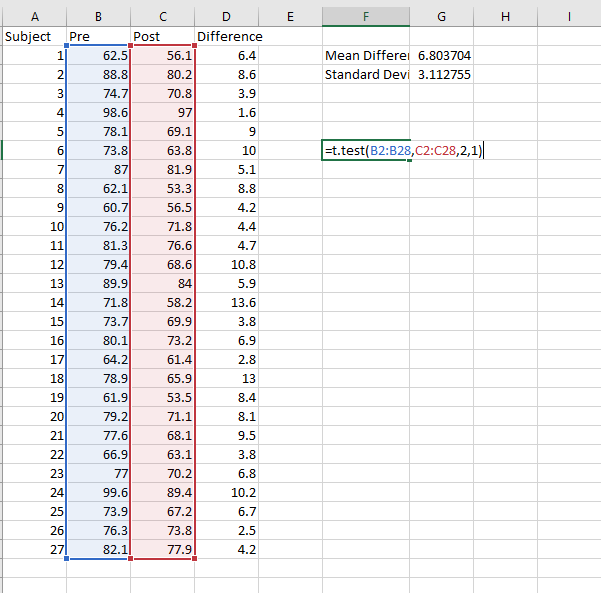 A B C D E F G H I
Subject Pre Post Difference
1 62.5 56.1 6.4 Mean Differe 6.803704
2 88.8 80.2 8.6 Standard Devi 3.112755
3 74.7 70.8 3.9
4 98.6 97 1.6
5 78.1 69.1 9
6 73.8 63.8 10 =t.test(B2:B28,C2:C28,2,1)
7 87 81.9 5.1
8 62.1 53.3 8.8
9 60.7 56.5 4.2
10 76.2 71.8 4.4
11 81.3 76.6 4.7
12 79.4 68.6 10.8
13 89.9 84 5.9
14 71.8 58.2 13.6
15 73.7 69.9 3.8
16 80.1 73.2 6.9
17 64.2 61.4 2.8
18 78.9 65.9 13
19 61.9 53.5 8.4
20 79.2 71.1 8.1
21 77.6 68.1 9.5
22 66.9 63.1 3.8
23 77 70.2 6.8
24 99.6 89.4 10.2
25 73.9 67.2 6.7
26 76.3 73.8 2.5
27 82.1 77.9 4.2